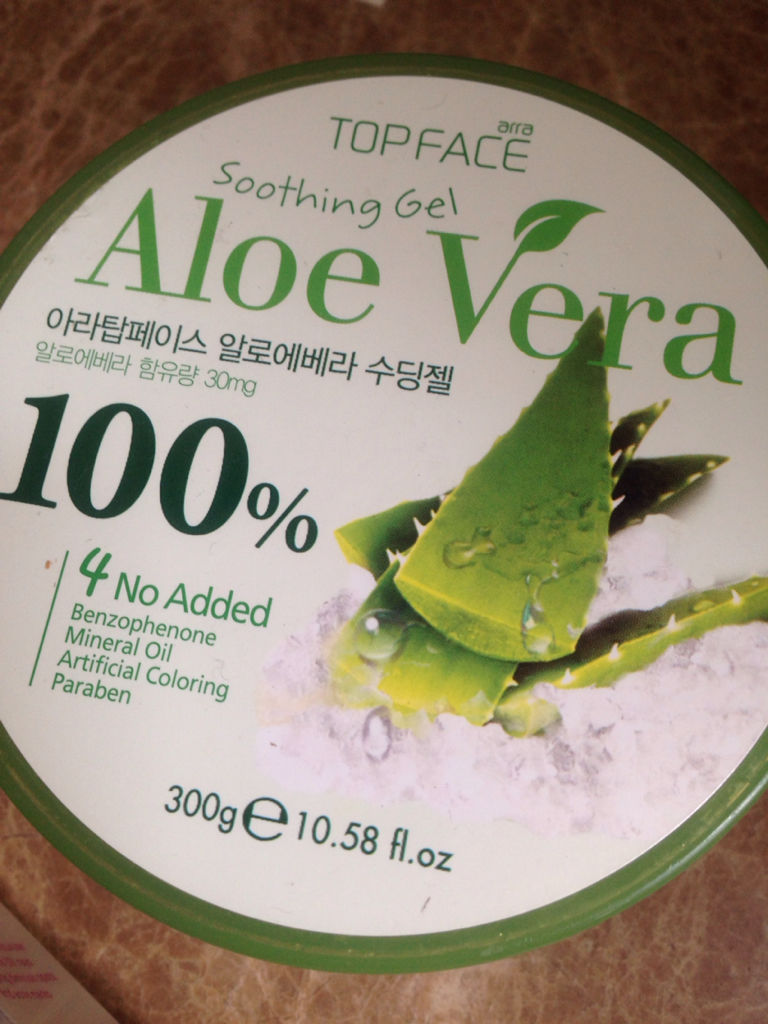 arra
TOPFACE
Soothing Gel
Aloe Vera
아라탑페이스 알로에베라 수딩젤
알로에베라 함유량 30mg
100%
4 No Added
Benzophenone
Mineral Oil
Artificial Coloring
Paraben
300g e 10.58 fl.oz